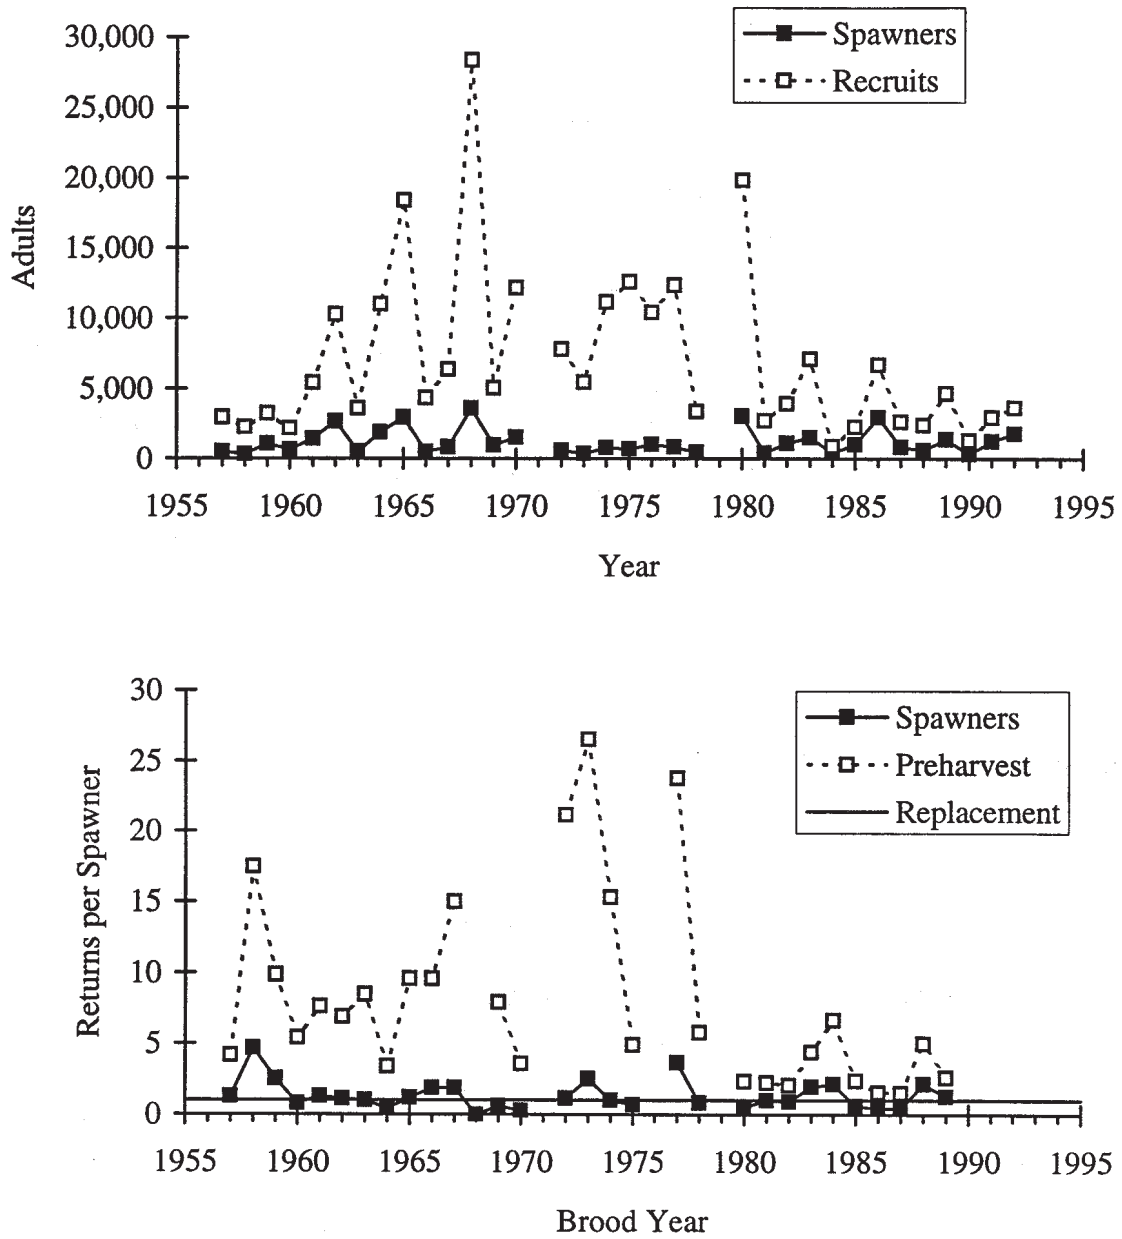 30,000
25,000
20,000
15,000
10,000
5,000
0
Adults
1955 1960 1965 1970 1975 1980 1985 1990 1995
Year
Spawners
Recruits
30
25
20
15
10
5
0
Returns per Spawner
1955 1960 1965 1970 1975 1980 1985 1990 1995
Brood Year
Spawners
Preharvest
Replacement